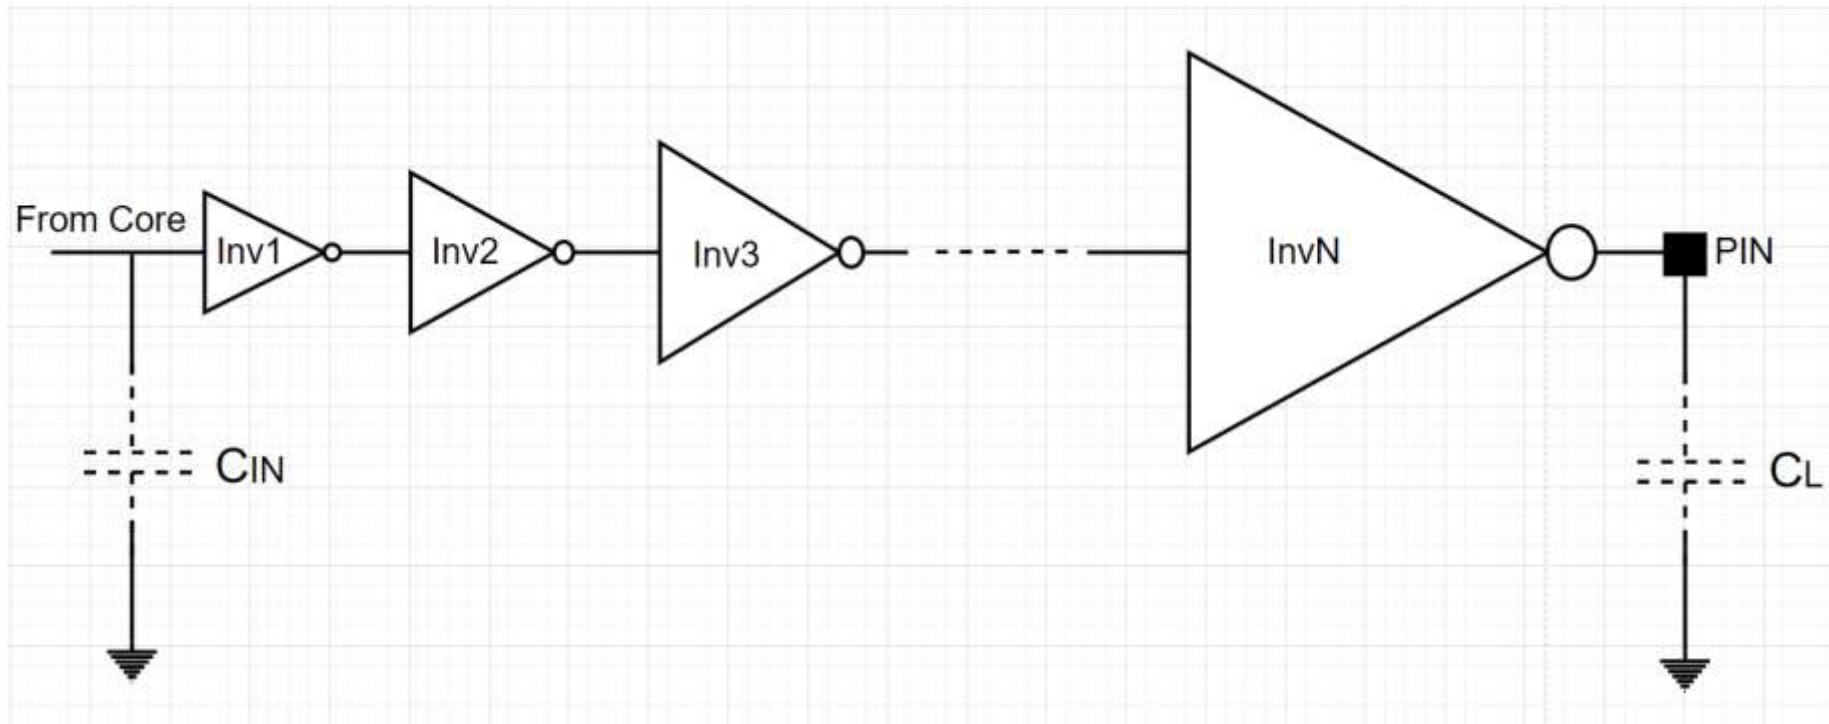 From Core
Inv1
Inv2
Inv3
InvN
PIN
CIN
CL